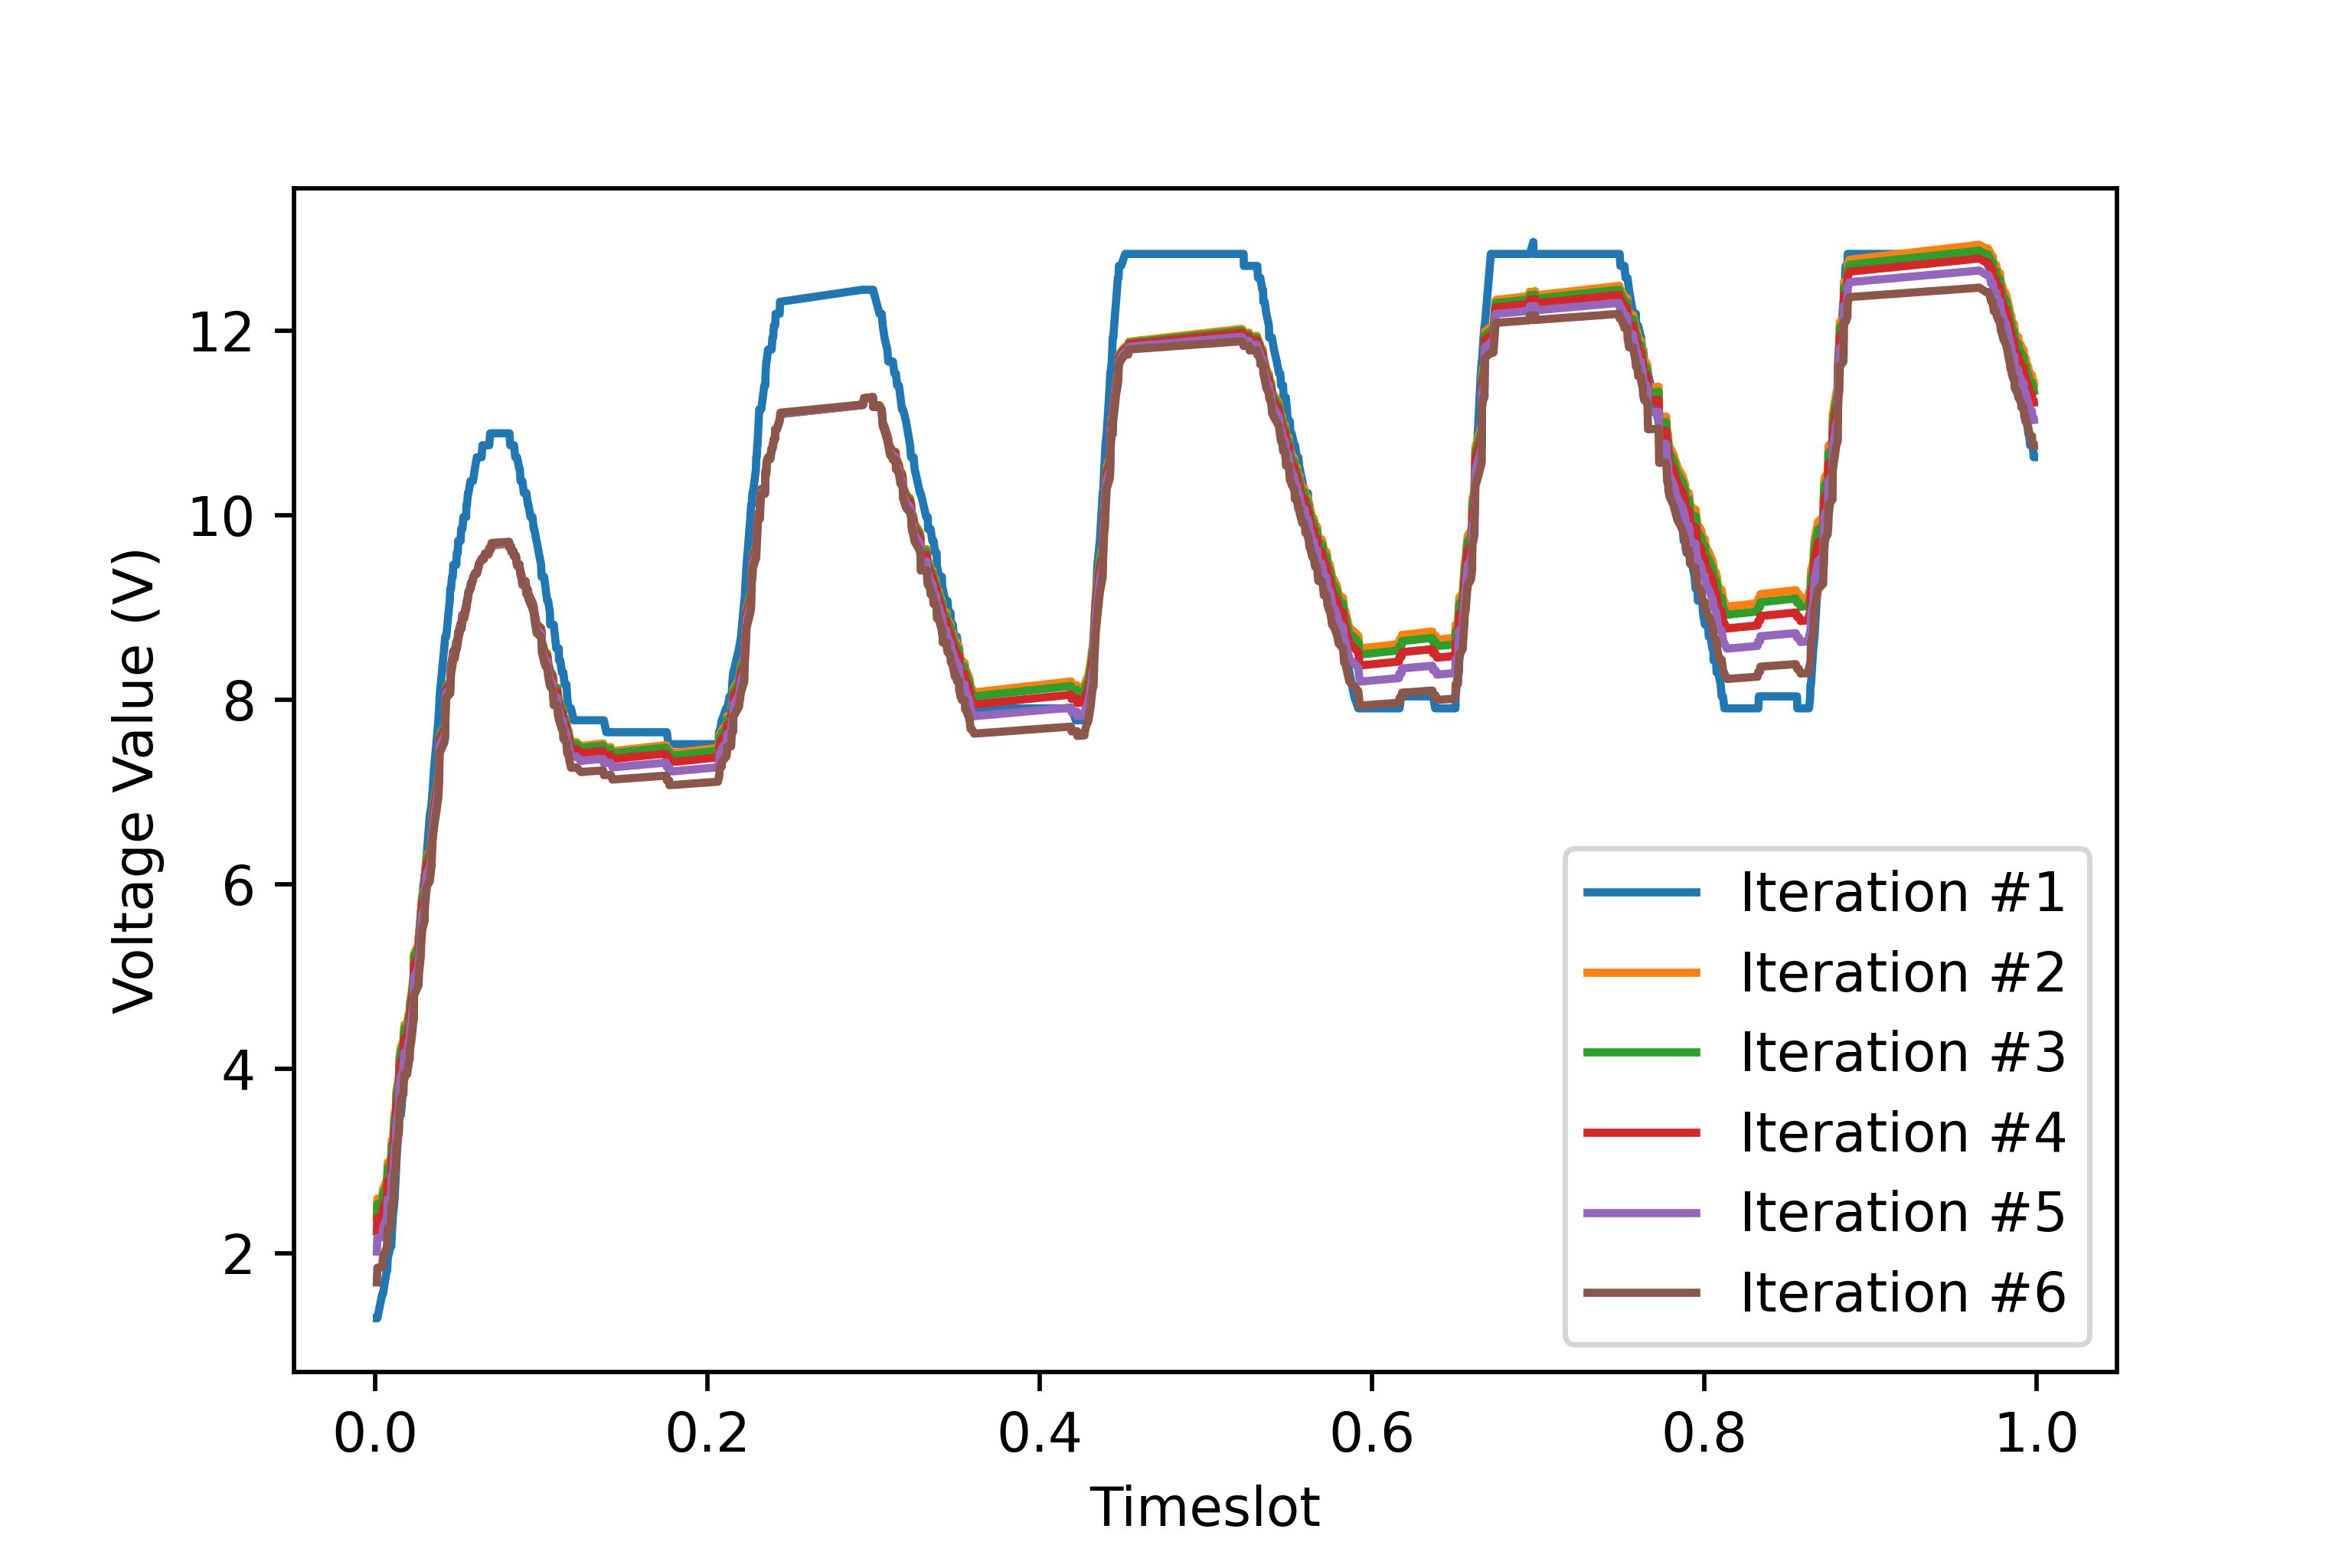 Voltage Value (V)
12
10
8
6
4
2
Iteration #1
Iteration #2
Iteration #3
Iteration #4
Iteration #5
Iteration #6
0.0 0.2 0.4 0.6 0.8 1.0
Timeslot